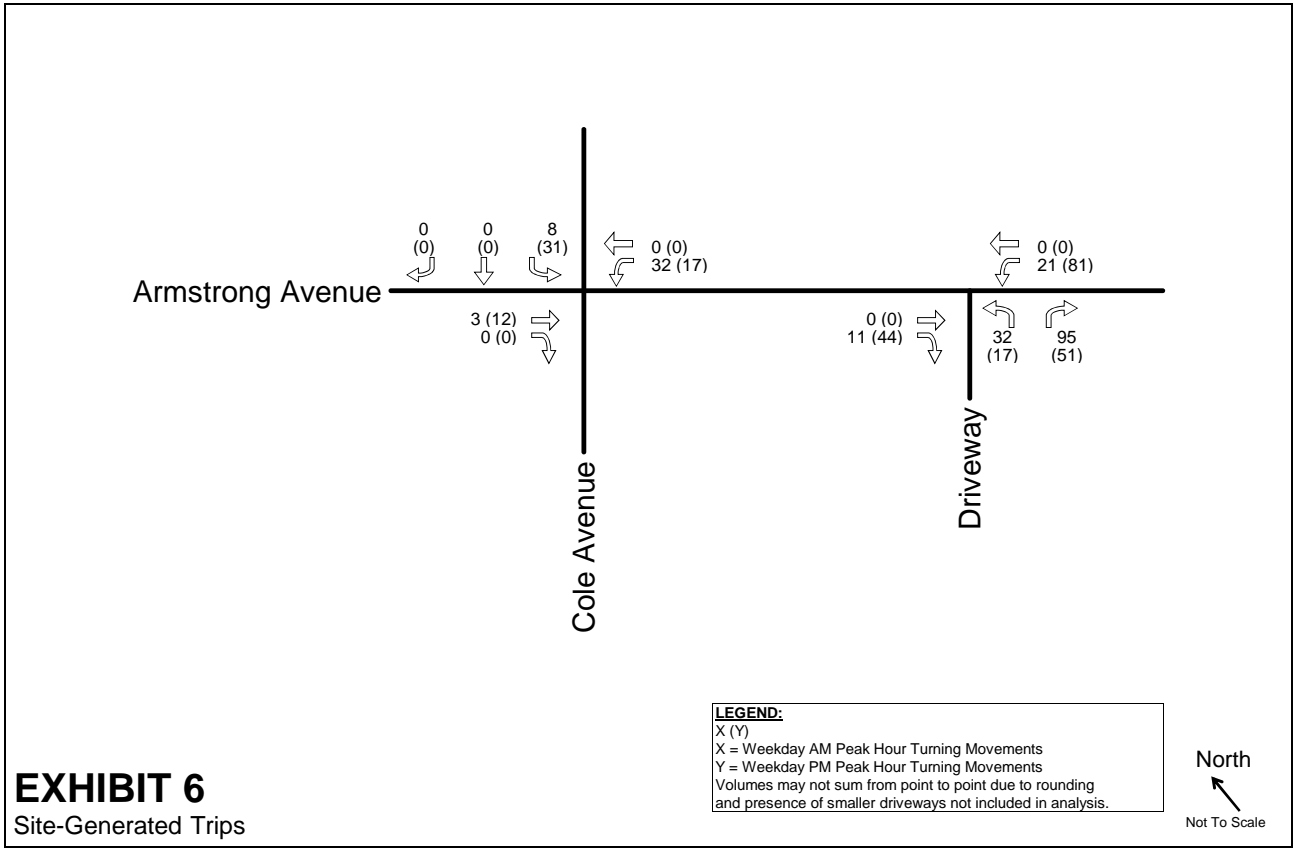 0
(0)
0
(0)
8
(31)
0 (0)
32 (17)
0 (0)
21 (81)
Armstrong Avenue
3 (12)
0 (0)
0 (0)
11 (44)
32
(17)
95
(51)
Cole Avenue
Driveway
LEGEND:
X (Y)
X = Weekday AM Peak Hour Turning Movements
Y = Weekday PM Peak Hour Turning Movements
Volumes may not sum from point to point due to rounding
and presence of smaller driveways not included in analysis.
North
Not To Scale
EXHIBIT 6
Site-Generated Trips